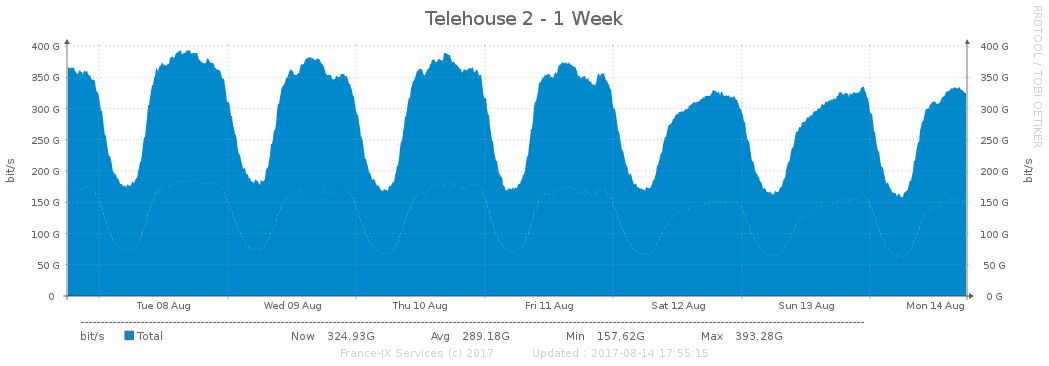 Telehouse 2 - 1 Week
RRDTOOL / TOBI OETIKER
400 G 400 G
350 G 350 G
300 G 300 G
250 G 250 G
200 G 200 G
150 G 150 G
100 G 100 G
50 G 50 G
0 0 G
bit/s
bit/s
Tue 08 Aug Wed 09 Aug Thu 10 Aug Fri 11 Aug Sat 12 Aug Sun 13 Aug Mon 14 Aug
bit/s Total Now 324.93G Avg 289.18G Min 157.62G Max 393.28G
France-IX Services (c) 2017 Updated : 2017-08-14 17:55:15